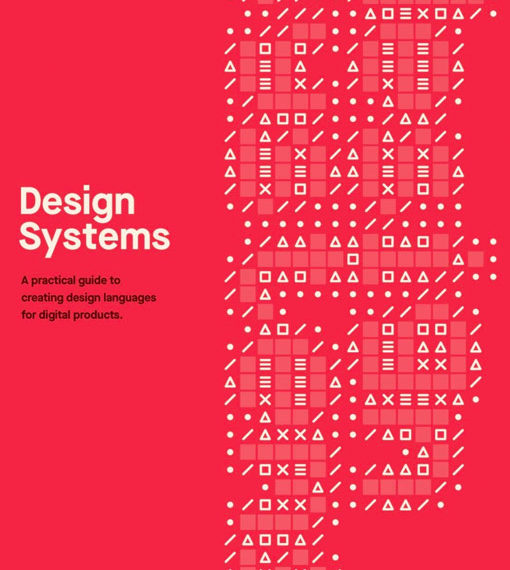 Design
Systems
A practical guide to
creating design languages
for digital products.